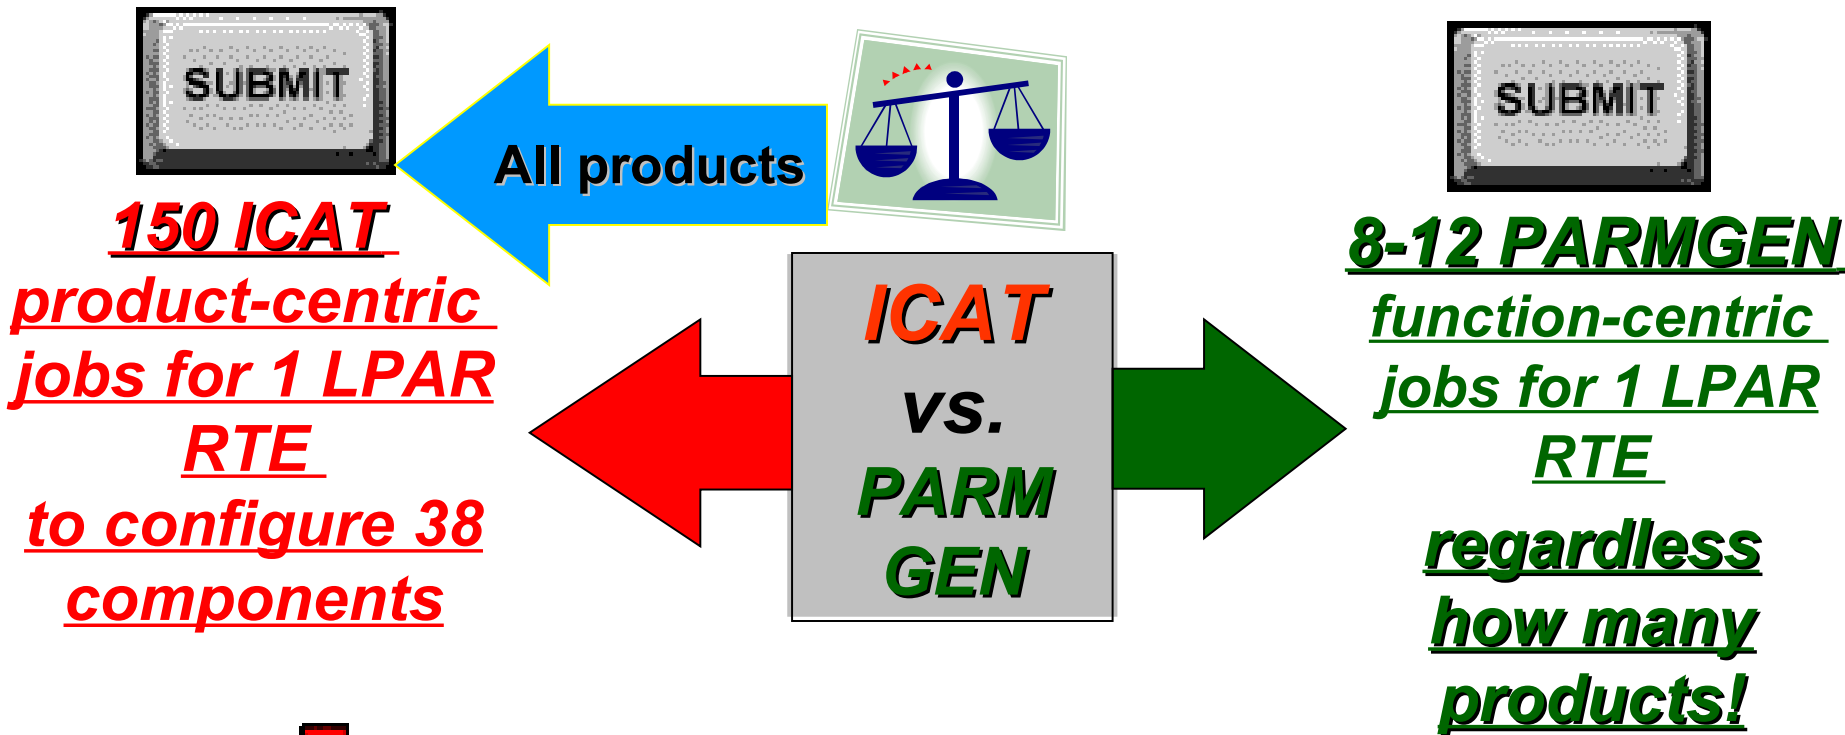 SUBMIT
150 ICAT
product-centric
jobs for 1 LPAR
RTE
to configure 38
components
All products
ICAT
vs.
PARM
GEN
SUBMIT
8-12 PARMGEN
function-centric
jobs for 1 LPAR
RTE
regardless
how many
products!